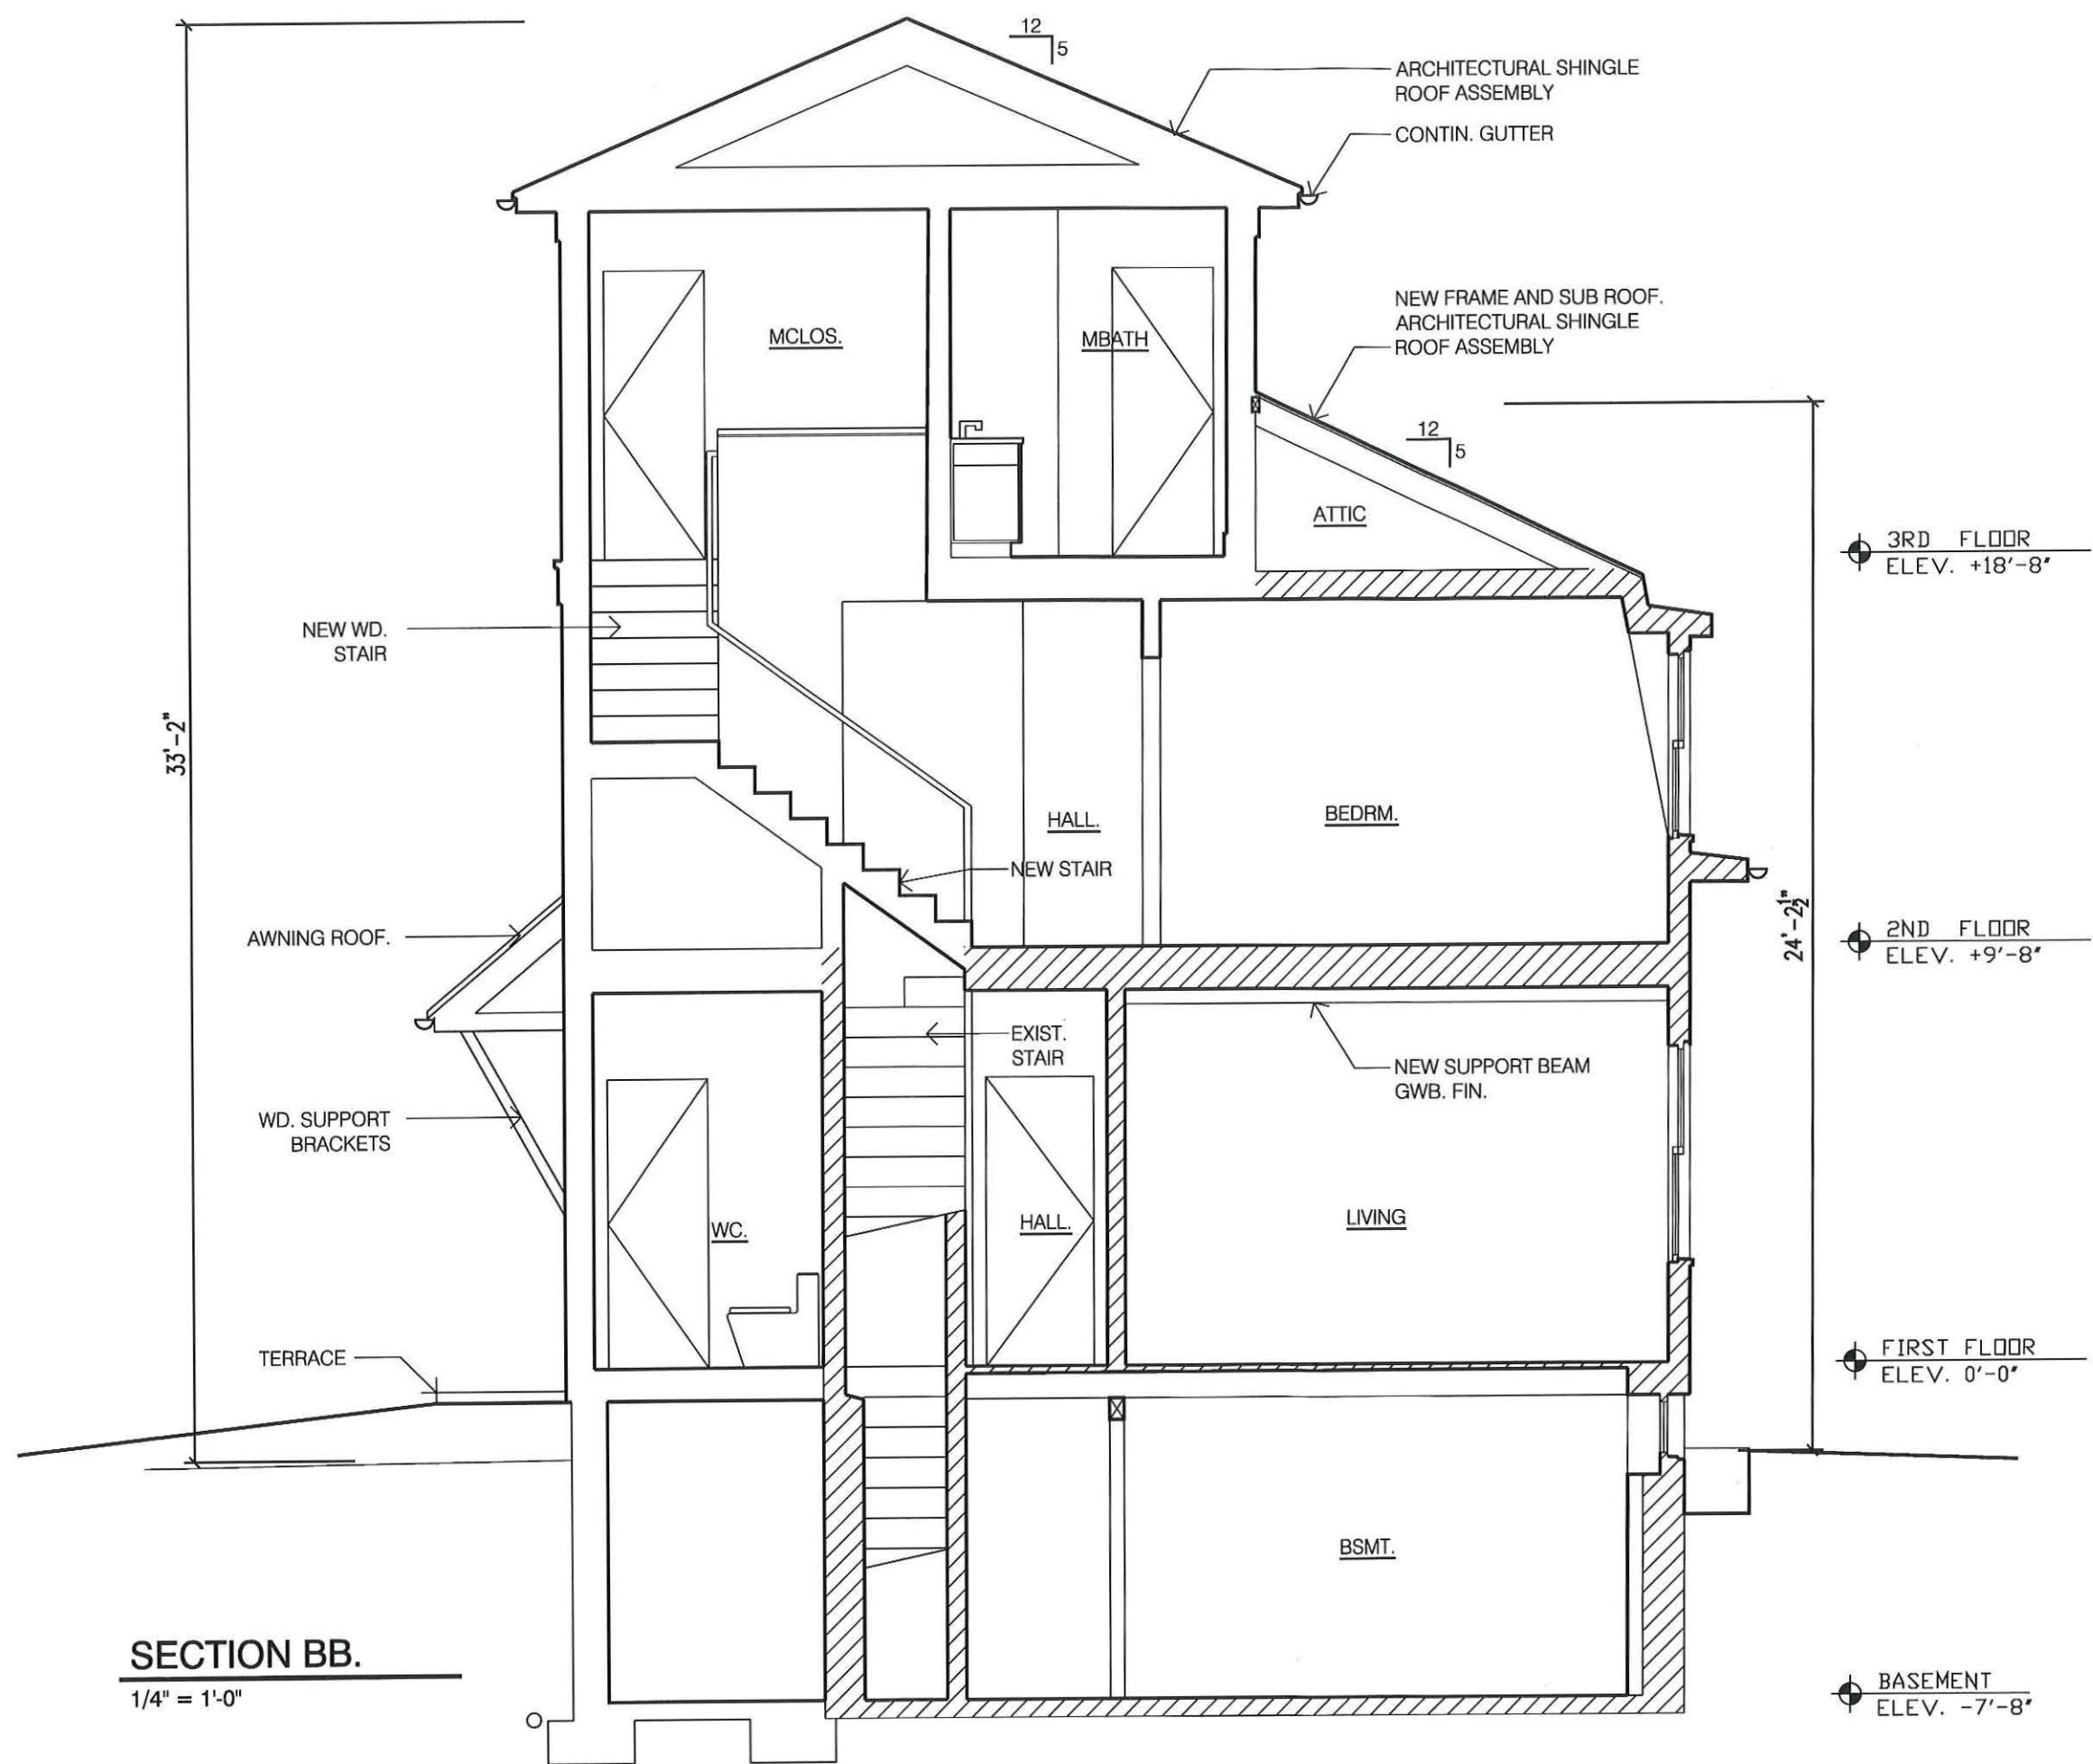 12
5
ARCHITECTURAL SHINGLE
ROOF ASSEMBLY
CONTIN. GUTTER
NEW FRAME AND SUB ROOF.
ARCHITECTURAL SHINGLE
ROOF ASSEMBLY
MCLOS.
MBATH
12
5
ATTIC
3RD FLOOR
ELEV. +18'-8"
NEW WD.
STAIR
33'-2"
HALL.
BEDRM.
NEW STAIR
AWNING ROOF.
24'-2½"
2ND FLOOR
ELEV. +9'-8"
EXIST.
STAIR
NEW SUPPORT BEAM
GWB. FIN.
WD. SUPPORT
BRACKETS
WC.
HALL.
LIVING
TERRACE
FIRST FLOOR
ELEV. 0'-0"
BSMT.
SECTION BB.
1/4" = 1'-0"
BASEMENT
ELEV. -7'-8"